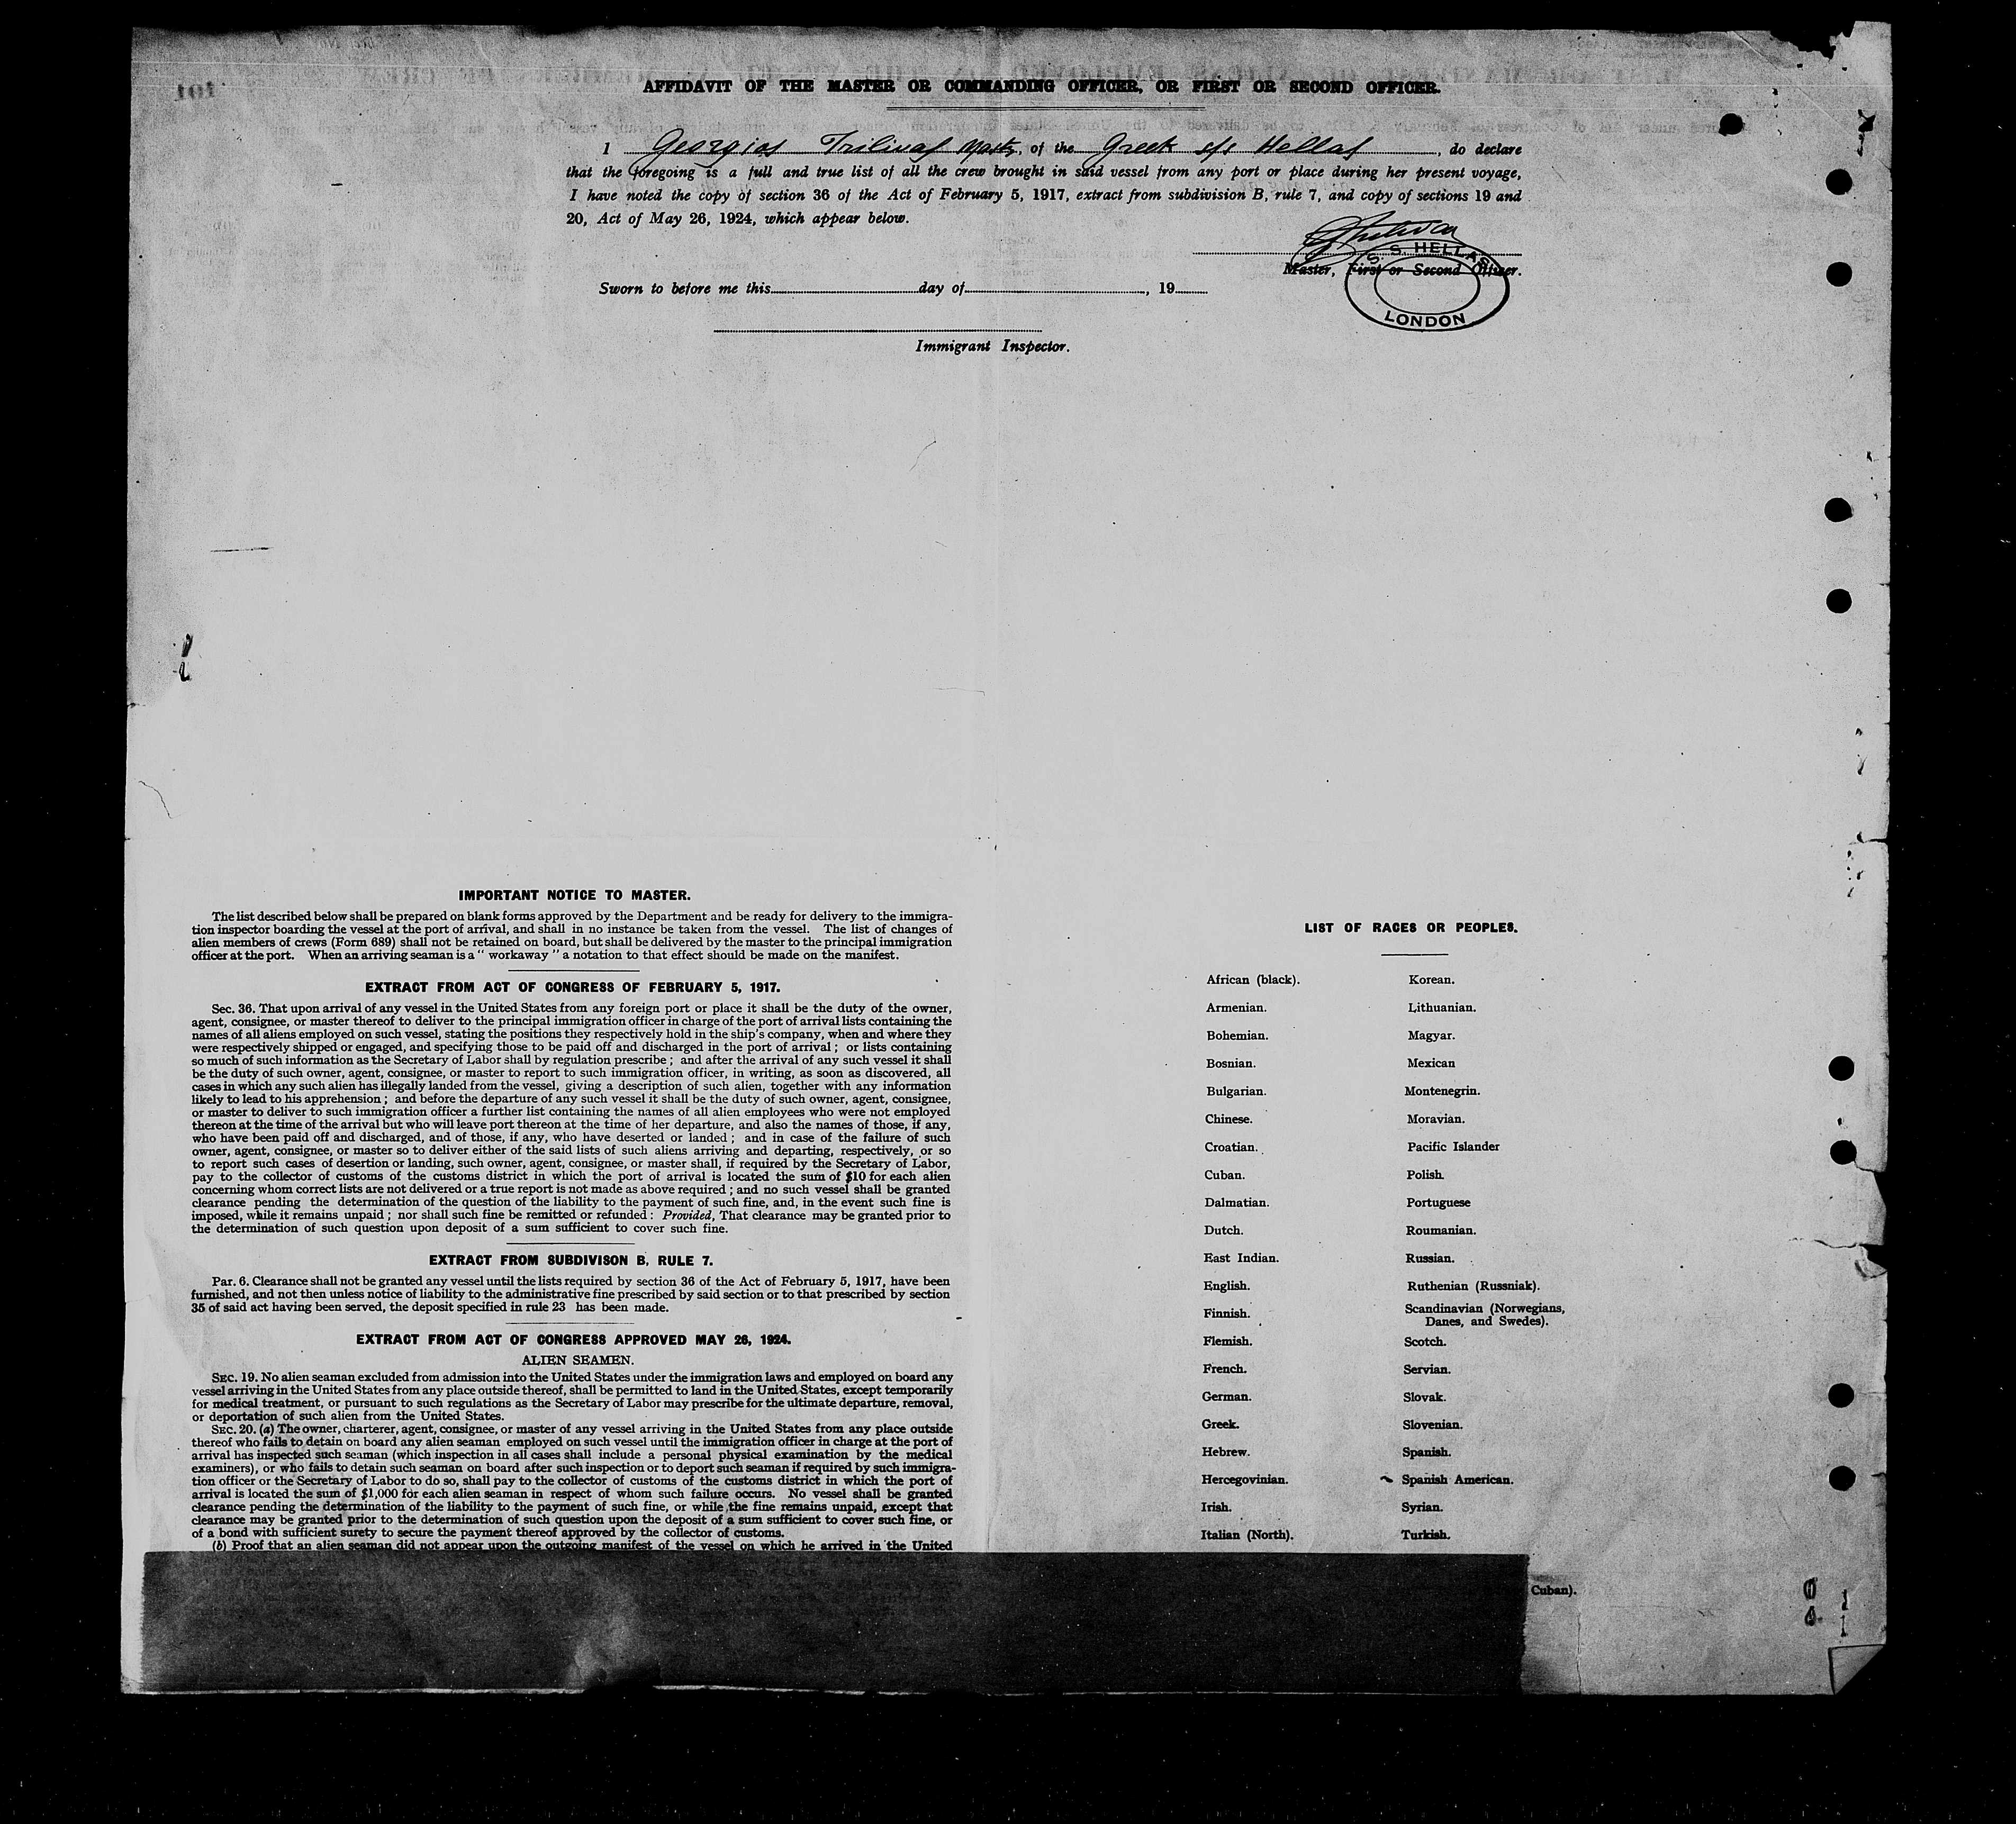 AFFIDAVIT OF THE MASTER OR COMMANDING OFFICER, OR FIRST OR SECOND OFFICER.
I Georgios Master, of the Greek s/s Hellas, do declare
that the foregoing is a full and true list of all the crew brought in said vessel from any port or place during her present voyage,
I have noted the copy of section 36 of the Act of February 5, 1917, extract from subdivision B, rule 7, and copy of sections 19 and
20, Act of May 26, 1924, which appear below.
S. S. HELLAS
LONDON
Master, First or Second Officer.
Sworn to before me this day of , 19
Immigrant Inspector.
IMPORTANT NOTICE TO MASTER.
The list described below shall be prepared on blank forms approved by the Department and be ready for delivery to the immigra-
tion inspector boarding the vessel at the port of arrival, and shall in no instance be taken from the vessel. The list of changes of
alien members of crews (Form 689) shall not be retained on board, but shall be delivered by the master to the principal immigration
officer at the port. When an arriving seaman is a " workaway " a notation to that effect should be made on the manifest.
EXTRACT FROM ACT OF CONGRESS OF FEBRUARY 5, 1917.
Sec. 36. That upon arrival of any vessel in the United States from any foreign port or place it shall be the duty of the owner,
agent, consignee, or master thereof to deliver to the principal immigration officer in charge of the port of arrival lists containing the
names of all aliens employed on such vessel, stating the positions they respectively hold in the ship's company, when and where they
were respectively shipped or engaged, and specifying those to be paid off and discharged in the port of arrival ; or lists containing
so much of such information as the Secretary of Labor shall by regulation prescribe ; and after the arrival of any such vessel it shall
be the duty of such owner, agent, consignee, or master to report to such immigration officer, in writing, as soon as discovered, all
cases in which any such alien has illegally landed from the vessel, giving a description of such alien, together with any information
likely to lead to his apprehension ; and before the departure of any such vessel it shall be the duty of such owner, agent, consignee,
or master to deliver to such immigration officer a further list containing the names of all alien employees who were not employed
thereon at the time of the arrival but who will leave port thereon at the time of her departure, and also the names of those, if any,
who have been paid off and discharged, and of those, if any, who have deserted or landed ; and in case of the failure of such
owner, agent, consignee, or master so to deliver either of the said lists of such aliens arriving and departing, respectively, or so
to report such cases of desertion or landing, such owner, agent, consignee, or master shall, if required by the Secretary of Labor,
pay to the collector of customs of the customs district in which the port of arrival is located the sum of $10 for each alien
concerning whom correct lists are not delivered or a true report is not made as above required ; and no such vessel shall be granted
clearance pending the determination of the question of the liability to the payment of such fine, and, in the event such fine is
imposed, while it remains unpaid ; nor shall such fine be remitted or refunded : Provided, That clearance may be granted prior to
the determination of such question upon deposit of a sum sufficient to cover such fine.
EXTRACT FROM SUBDIVISON B, RULE 7.
Par. 6. Clearance shall not be granted any vessel until the lists required by section 36 of the Act of February 5, 1917, have been
furnished, and not then unless notice of liability to the administrative fine prescribed by said section or to that prescribed by section
35 of said act having been served, the deposit specified in rule 23 has been made.
EXTRACT FROM ACT OF CONGRESS APPROVED MAY 26, 1924.
ALIEN SEAMEN.
SEC. 19. No alien seaman excluded from admission into the United States under the immigration laws and employed on board any
vessel arriving in the United States from any place outside thereof, shall be permitted to land in the United States, except temporarily
for medical treatment, or pursuant to such regulations as the Secretary of Labor may prescribe for the ultimate departure, removal,
or deportation of such alien from the United States.
SEC. 20. (a) The owner, charterer, agent, consignee, or master of any vessel arriving in the United States from any place outside
thereof who fails to detain on board any alien seaman employed on such vessel until the immigration officer in charge at the port of
arrival has inspected such seaman (which inspection in all cases shall include a personal physical examination by the medical
examiners), or who fails to detain such seaman on board after such inspection or to deport such seaman if required by such immigra-
tion officer or the Secretary of Labor to do so, shall pay to the collector of customs of the customs district in which the port of
arrival is located the sum of $1,000 for each alien seaman in respect of whom such failure occurs. No vessel shall be granted
clearance pending the determination of the liability to the payment of such fine, or while the fine remains unpaid, except that
clearance may be granted prior to the determination of such question upon the deposit of a sum sufficient to cover such fine, or
of a bond with sufficient surety to secure the payment thereof approved by the collector of customs.
(b) Proof that an alien seaman did not appear upon the outgoing manifest of the vessel on which he arrived in the United
LIST OF RACES OR PEOPLES.
African (black).
Armenian.
Bohemian.
Bosnian.
Bulgarian.
Chinese.
Croatian.
Cuban.
Dalmatian.
Dutch.
East Indian.
English.
Finnish.
Flemish.
French.
German.
Greek.
Hebrew.
Hercegovinian.
Irish.
Italian (North).
Korean.
Lithuanian.
Magyar.
Mexican
Montenegrin.
Moravian.
Pacific Islander
Polish.
Portuguese
Roumanian.
Russian.
Ruthenian (Russniak).
Scandinavian (Norwegians,
Danes, and Swedes).
Scotch.
Servian.
Slovak.
Slovenian.
Spanish.
Spanish American.
Syrian.
Turkish.
Cuban).